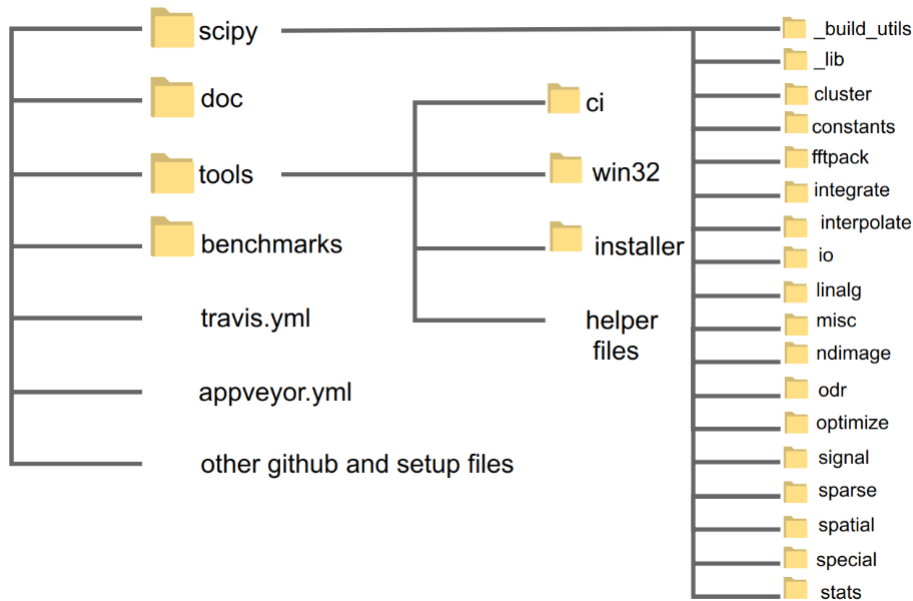 scipy
doc
tools
benchmarks
travis.yml
appveyor.yml
other github and setup files
ci
win32
installer
helper
files
_build_utils
_lib
cluster
constants
fftpack
integrate
interpolate
io
linalg
misc
ndimage
odr
optimize
signal
sparse
spatial
special
stats